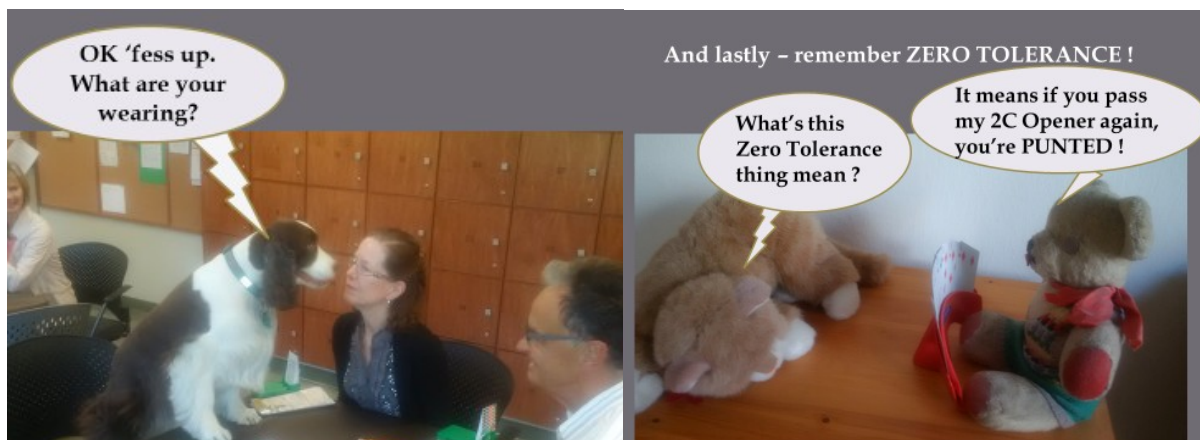 OK ‘fess up.
What are your
wearing?
And lastly – remember ZERO TOLERANCE !
What’s this
Zero Tolerance
thing mean ?
It means if you pass
my 2C Opener again,
you’re PUNTED !